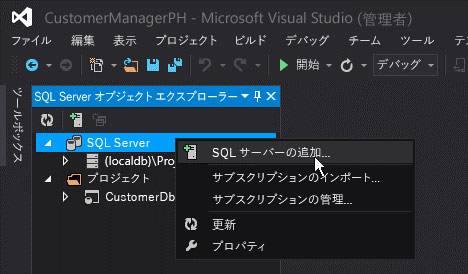 CustomerManagerPH - Microsoft Visual Studio (管理者)
ファイル 編集 表示 プロジェクト ビルド デバッグ チーム ツール テ
開始 デバッグ
ツールボックス
SQL Server オブジェクト エクスプローラー
SQL Server
(localdb)\Pro
プロジェクト
CustomerDb
SQL サーバーの追加...
サブスクリプションのインポート...
サブスクリプションの管理...
更新
プロパティ